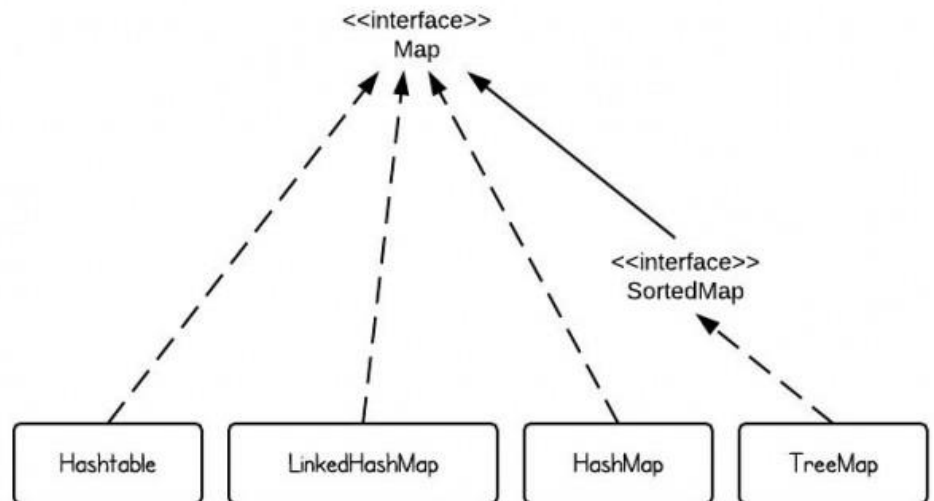 <<interface>>
Map
<<interface>>
SortedMap
Hashtable
LinkedHashMap
HashMap
TreeMap